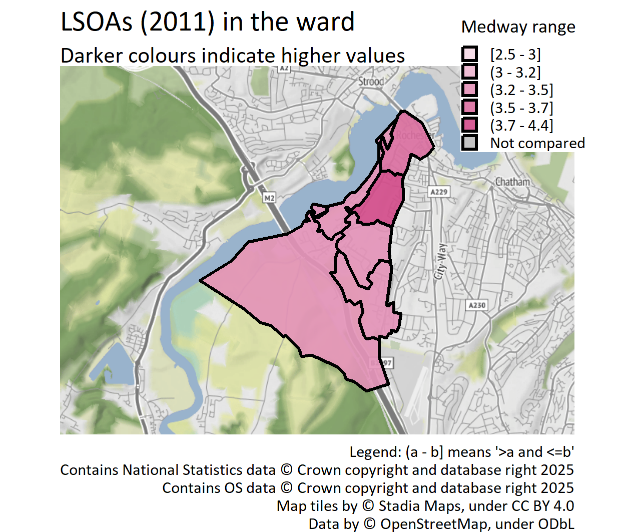 LSOAs (2011) in the ward
Darker colours indicate higher values
Medway range
[2.5 - 3]
(3 - 3.2]
(3.2 - 3.5]
(3.5 - 3.7]
(3.7 - 4.4]
Not compared
A2
Strood
M2
A229
Chatham
City Way
A230
Legend: (a - b] means '>a and <=b'
Contains National Statistics data © Crown copyright and database right 2025
Contains OS data © Crown copyright and database right 2025
Map tiles by © Stadia Maps, under CC BY 4.0
Data by © OpenStreetMap, under ODbL